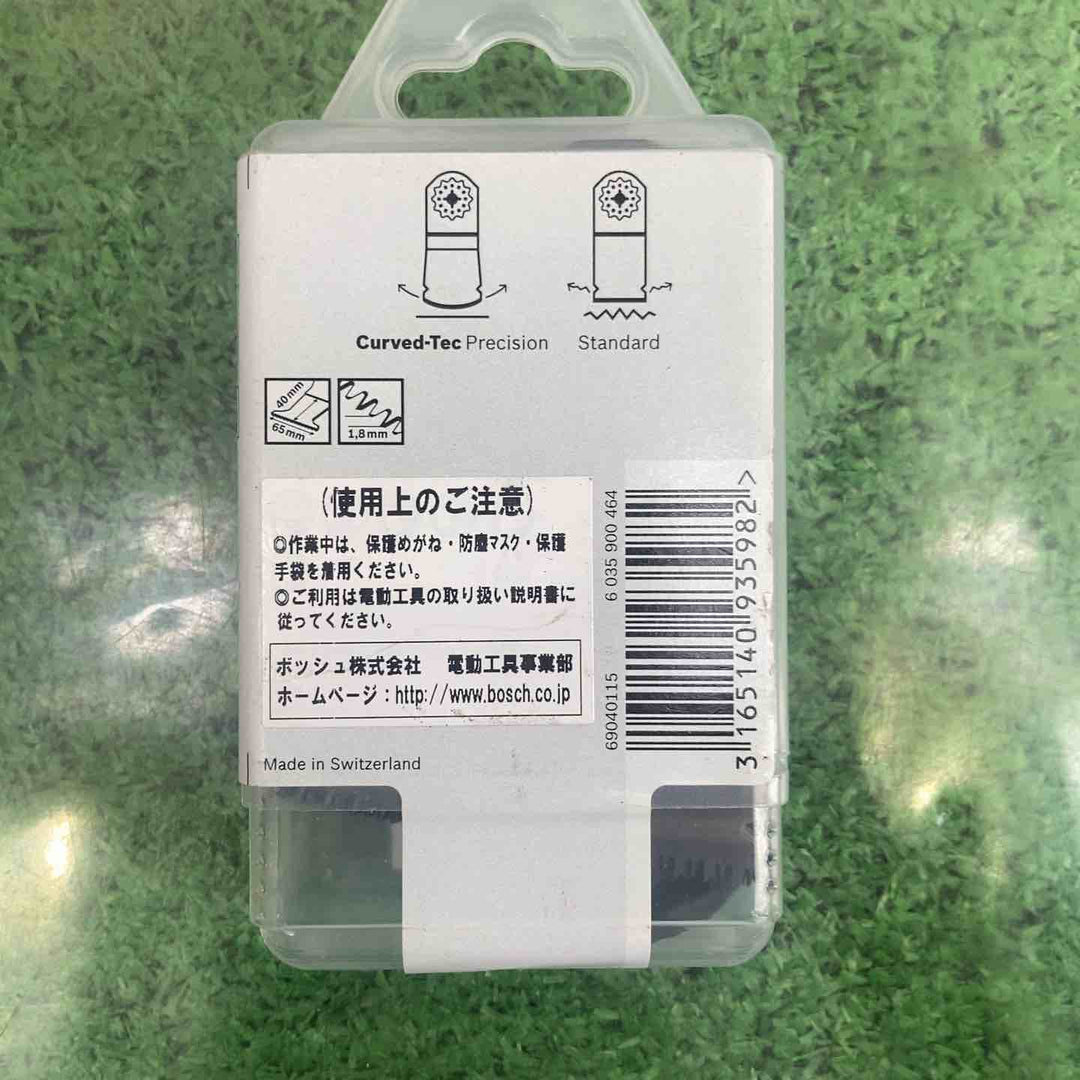 Curved-Tec Precision
Standard
40mm
65mm
1,8mm
(使用上のご注意)
◎作業中は、保護めがね・防塵マスク・保護
手袋を着用ください。
◎ご利用は電動工具の取り扱い説明書に
従ってください。
ボッシュ株式会社 電動工具事業部
ホームページ：http://www.bosch.co.jp
6 035 900 464
69040115
3 165140 935982 >
Made in Switzerland